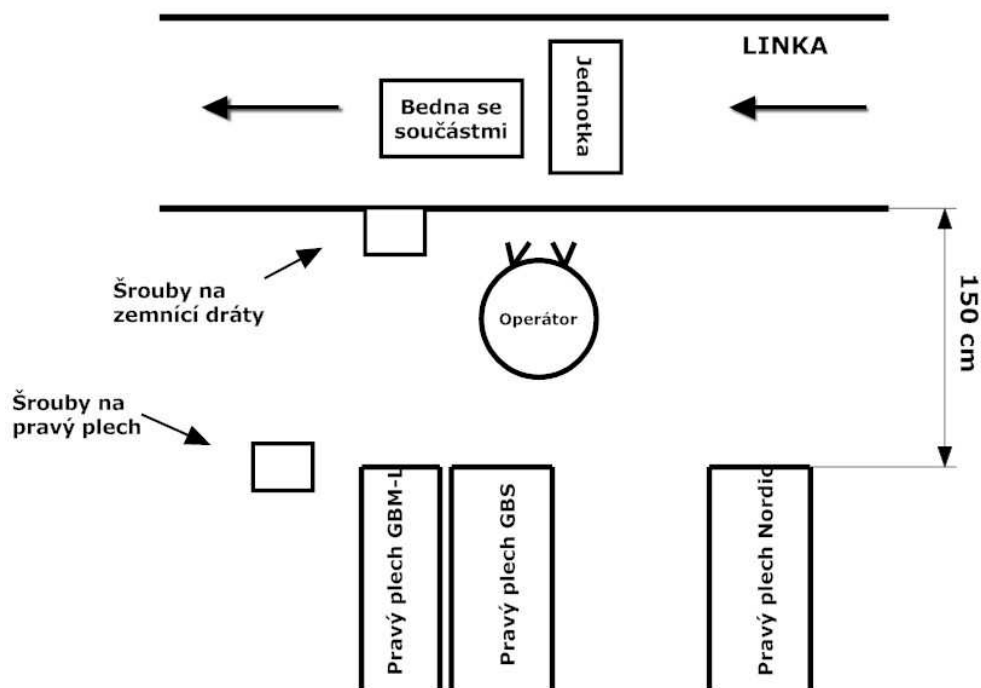 LINKA
Jednotka
Bedna se
součástmi
Šrouby na
zemnící dráty
Operátor
150 cm
Šrouby na
pravý plech
Pravý plech GBM-L
Pravý plech GBS
Pravý plech Nordic